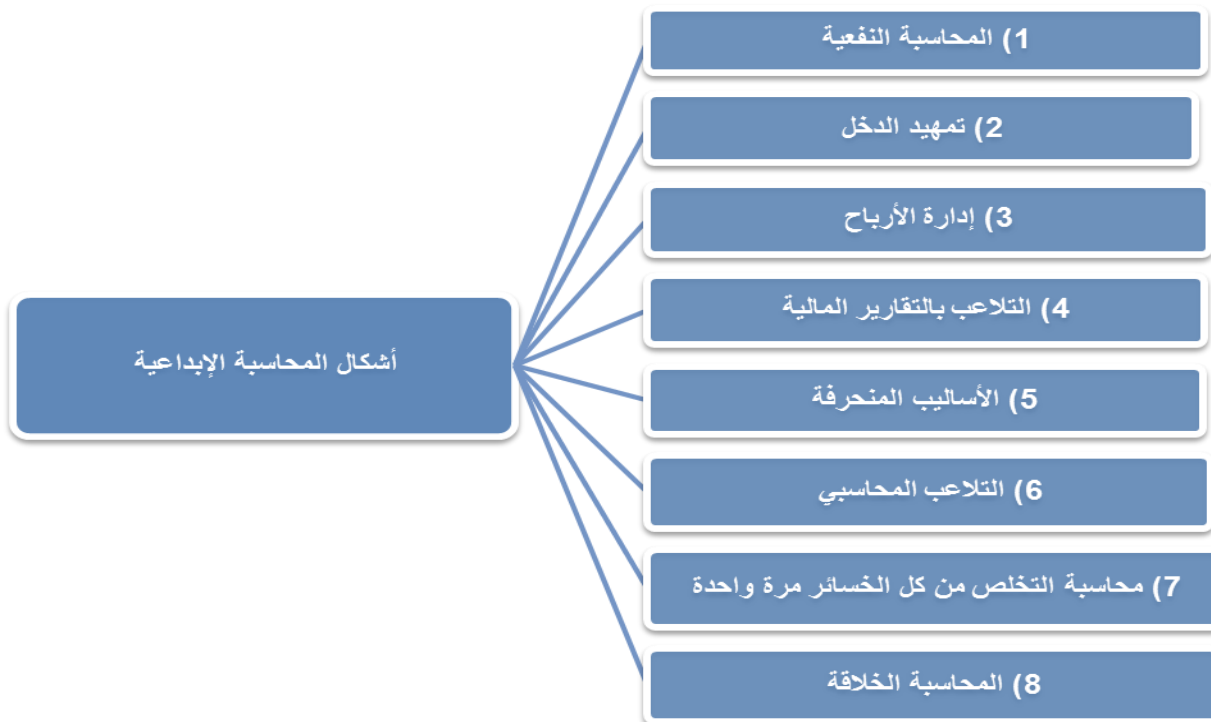 أشكال المحاسبة الإبداعية
1) المحاسبة النفعية
2) تمهيد الدخل
3) إدارة الأرباح
4) التلاعب بالتقارير المالية
5) الأساليب المنحرفة
6) التلاعب المحاسبي
7) محاسبة التخلص من كل الخسائر مرة واحدة
8) المحاسبة الخلاقة